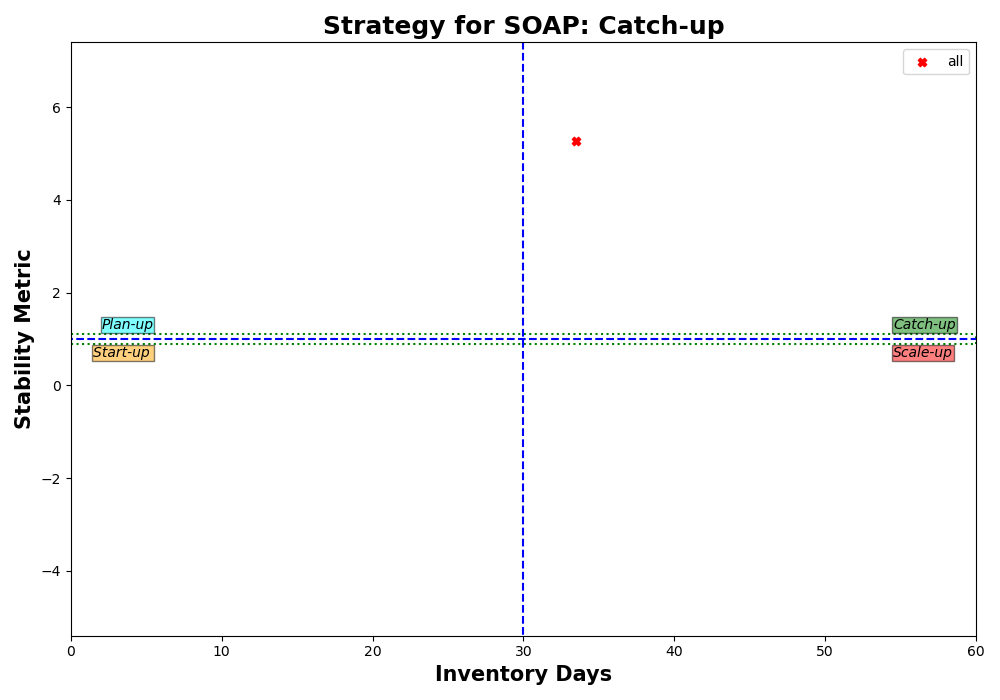 Strategy for SOAP: Catch-up
all
Stability Metric
6
4
2
0
−2
−4
Plan-up
Catch-up
Start-up
Scale-up
0 10 20 30 40 50 60
Inventory Days